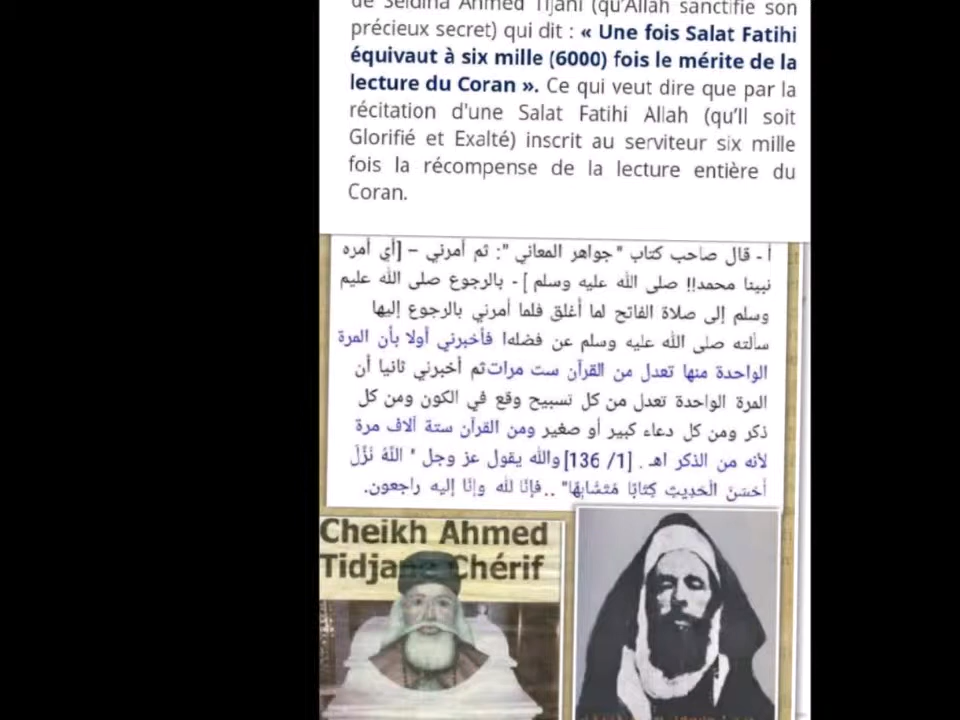 de Seidina Ahmed Tijani (qu'Allah sanctifie son
précieux secret) qui dit : « Une fois Salat Fatihi
équivaut à six mille (6000) fois le mérite de la
lecture du Coran ». Ce qui veut dire que par la
récitation d'une Salat Fatihi Allah (qu'Il soit
Glorifié et Exalté) inscrit au serviteur six mille
fois la récompense de la lecture entière du
Coran.
أ - قال صاحب كتاب "جواهر المعاني ": ثم أمرني – [أي أمره
نبينا محمد!! صلى الله عليه وسلم ]- بالرجوع صلى الله عليم
وسلم إلى صلاة الفاتح لما أغلق فلما أمرني بالرجوع إليها
سألته صلى الله عليه وسلم عن فضلها فأخبرني أولا بأن المرة
الواحدة منها تعدل من القرآن ست مرات ثم أخبرني ثانيا أن
المرة الواحدة تعدل من كل تسبيح وقع في الكون ومن كل
ذكر ومن كل دعاء كبير أو صغير ومن القرآن ستة آلاف مرة
لأنه من الذكر اهـ . [1/ 136] والله يقول عز وجل " اللَّهُ نَزَّلَ
أَحْسَنَ الْحَدِيثِ كِتَابًا مُتَشَابِهًا" ..فإنا لله وإنا إليه راجعون.
Cheikh Ahmed
Tidjane Chérif